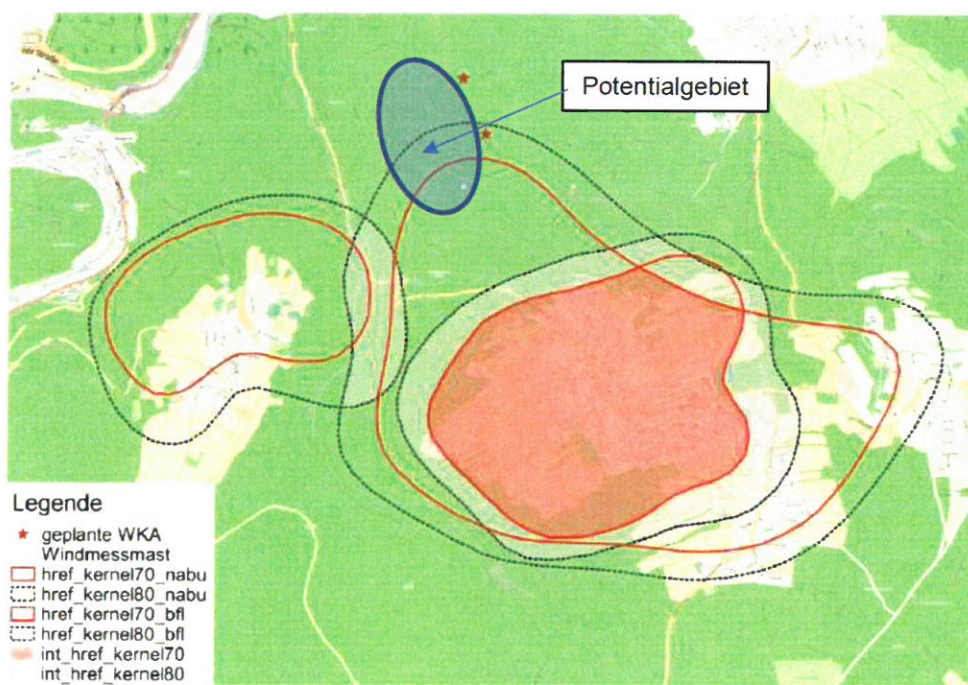 Potentialgebiet
Legende
geplante WKA
Windmessmast
href_kernel70_nabu
href_kernel80_nabu
href_kernel70_bfl
href_kernel80_bfl
int_href_kernel70
int_href_kernel80